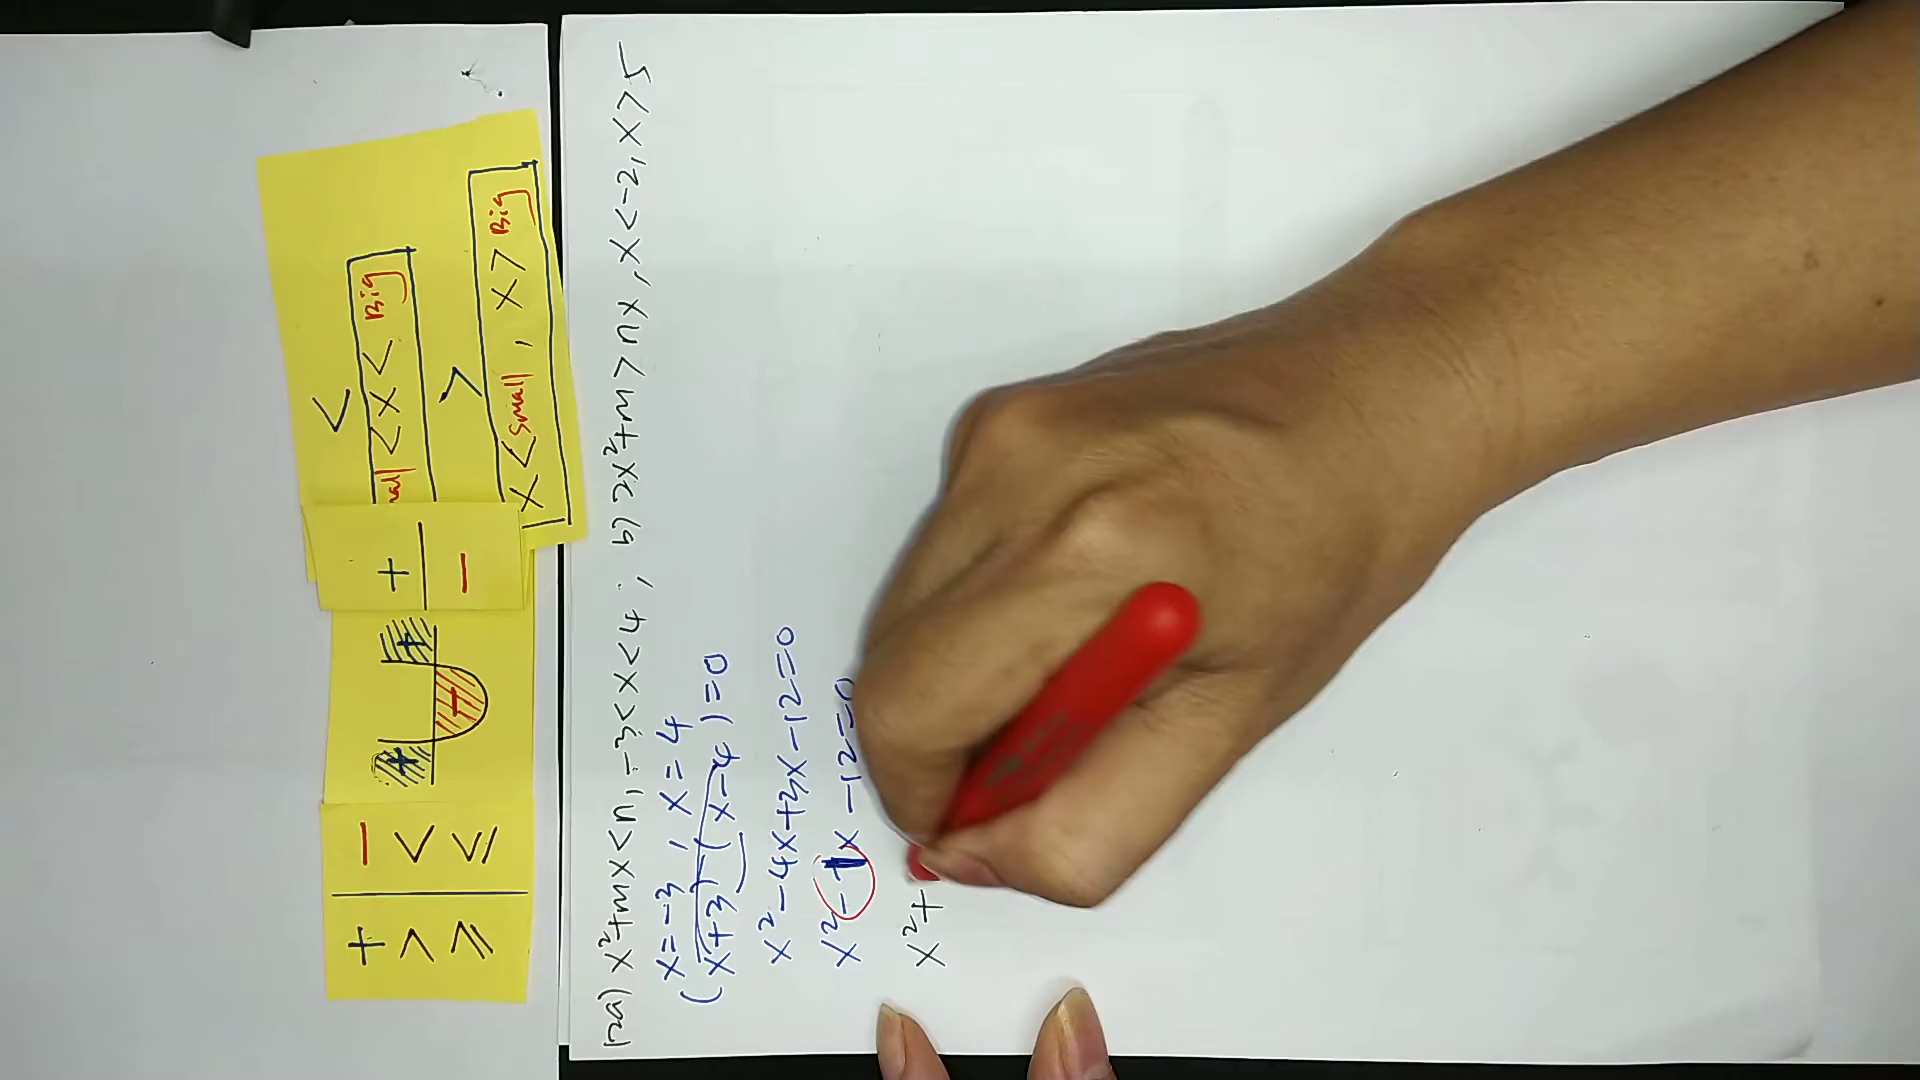 + | -
> | <
≥ | ≤
+ - +
+
-
<
<x< Big
>
x<small, x> Big
12a) x²+mx<n, -3<x<4 ; b) 2x²+m>nx, x<-2, x>5
x=-3, x=4
(x+3)(x-4)=0
x²-4x+3x-12=0
x²-1x-12=0
x²+